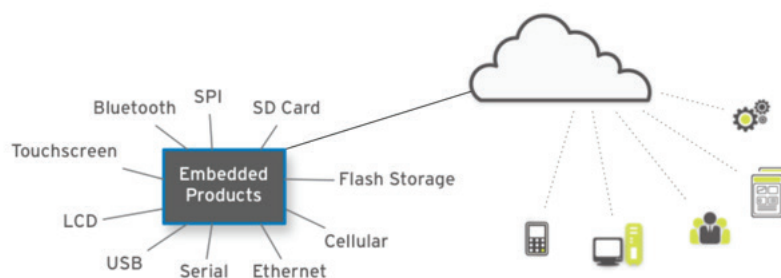 SPI
Bluetooth
SD Card
Touchscreen
Embedded
Products
Flash Storage
LCD
Cellular
USB
Serial
Ethernet